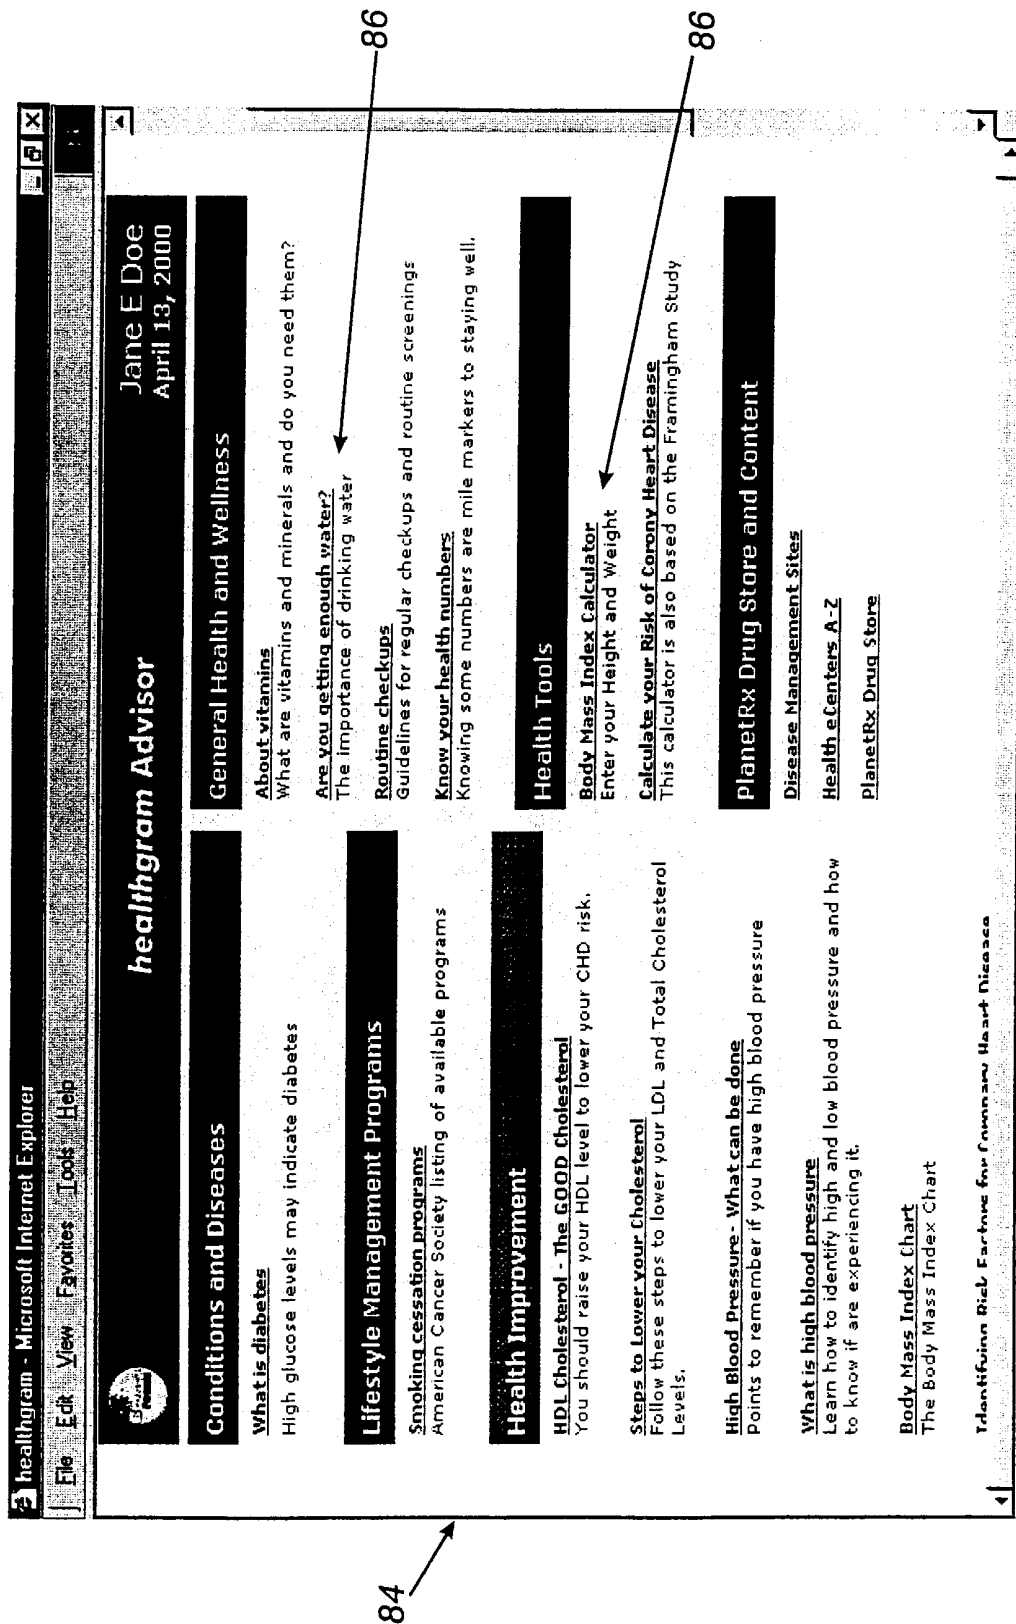 healthgram - Microsoft Internet Explorer
File Edit View Favorites Tools Help
healthgram Advisor
Jane E Doe
April 13, 2000
Conditions and Diseases
What is diabetes
High glucose levels may indicate diabetes
Lifestyle Management Programs
Smoking cessation programs
American Cancer Society listing of available programs
Health Improvement
HDL Cholesterol - The GOOD Cholesterol
You should raise your HDL level to lower your CHD risk.
Steps to Lower your Cholesterol
Follow these steps to lower your LDL and Total Cholesterol
Levels.
High Blood Pressure - What can be done
Points to remember if you have high blood pressure
What is high blood pressure
Learn how to identify high and low blood pressure and how
to know if are experiencing it.
Body Mass Index Chart
The Body Mass Index Chart
Identifying Risk Factors for Coronary Heart Disease
General Health and Wellness
About vitamins
What are vitamins and minerals and do you need them?
Are you getting enough water?
The importance of drinking water
Routine checkups
Guidelines for regular checkups and routine screenings
Know your health numbers
Knowing some numbers are mile markers to staying well.
Health Tools
Body Mass Index Calculator
Enter your Height and Weight
Calculate your Risk of Corony Heart Disease
This calculator is also based on the Framingham Study
PlanetRx Drug Store and Content
Disease Management Sites
Health eCenters A-Z
PlanetRx Drug Store
84
86
86